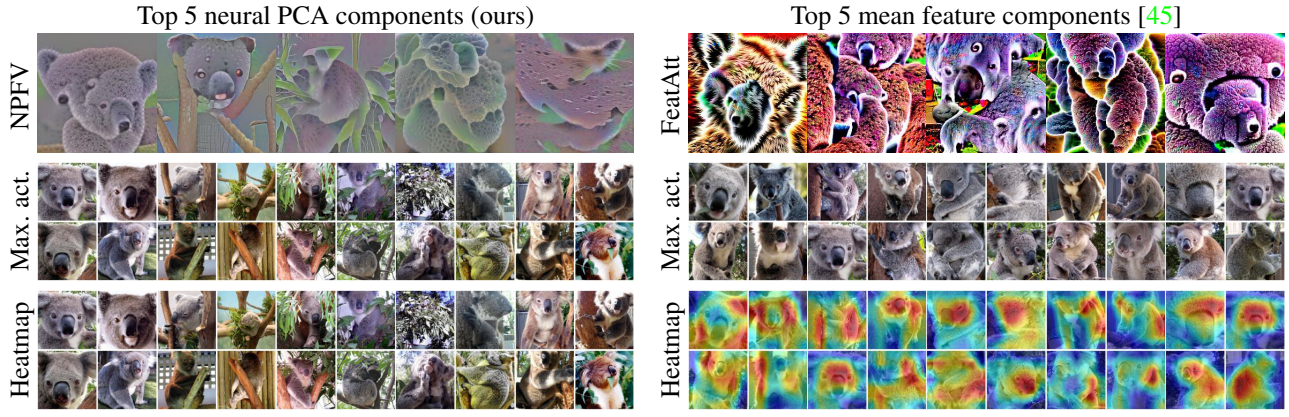 Top 5 neural PCA components (ours)
NPFV
Max. act.
Heatmap
Top 5 mean feature components [45]
FeatAtt
Max. act.
Heatmap